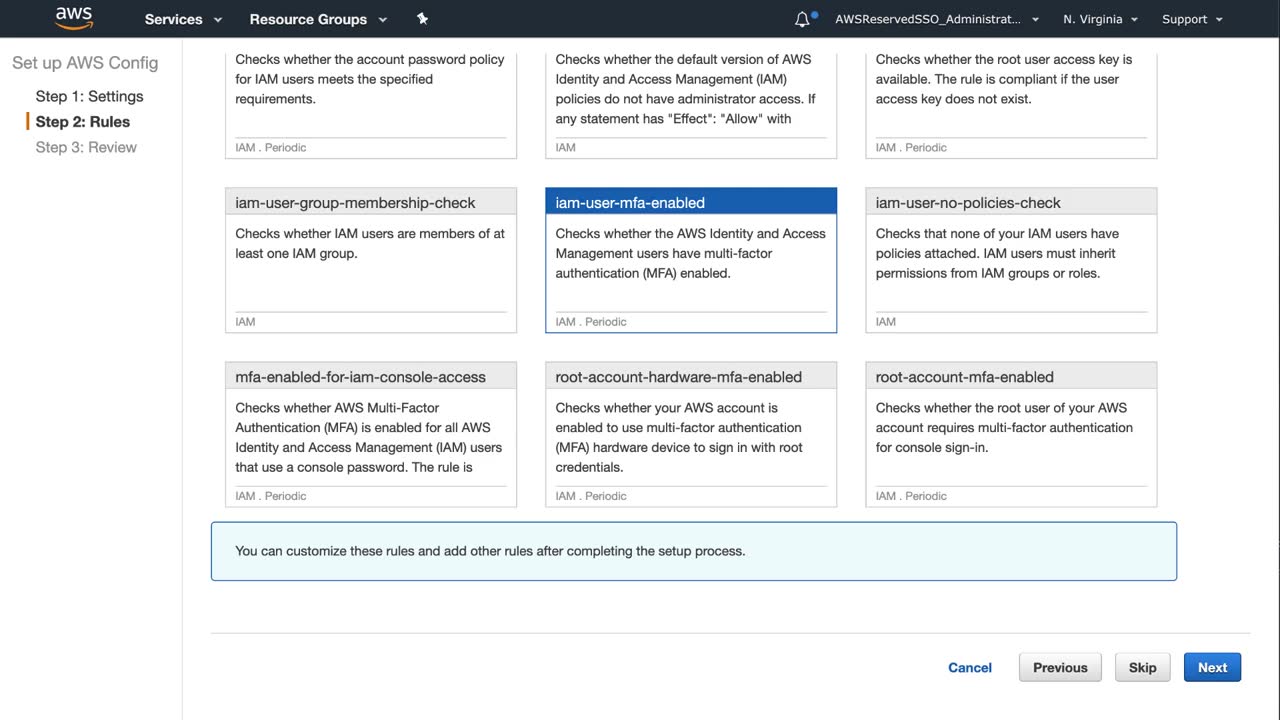 aws Services Resource Groups AWSReservedSSO_Administrat... N. Virginia Support
Set up AWS Config
Step 1: Settings
Step 2: Rules
Step 3: Review
Checks whether the account password policy
for IAM users meets the specified
requirements.
IAM . Periodic
Checks whether the default version of AWS
Identity and Access Management (IAM)
policies do not have administrator access. If
any statement has "Effect": "Allow" with
IAM
Checks whether the root user access key is
available. The rule is compliant if the user
access key does not exist.
IAM . Periodic
iam-user-group-membership-check
Checks whether IAM users are members of at
least one IAM group.
IAM
iam-user-mfa-enabled
Checks whether the AWS Identity and Access
Management users have multi-factor
authentication (MFA) enabled.
IAM . Periodic
iam-user-no-policies-check
Checks that none of your IAM users have
policies attached. IAM users must inherit
permissions from IAM groups or roles.
IAM
mfa-enabled-for-iam-console-access
Checks whether AWS Multi-Factor
Authentication (MFA) is enabled for all AWS
Identity and Access Management (IAM) users
that use a console password. The rule is
IAM . Periodic
root-account-hardware-mfa-enabled
Checks whether your AWS account is
enabled to use multi-factor authentication
(MFA) hardware device to sign in with root
credentials.
IAM . Periodic
root-account-mfa-enabled
Checks whether the root user of your AWS
account requires multi-factor authentication
for console sign-in.
IAM . Periodic
You can customize these rules and add other rules after completing the setup process.
Cancel Previous Skip Next